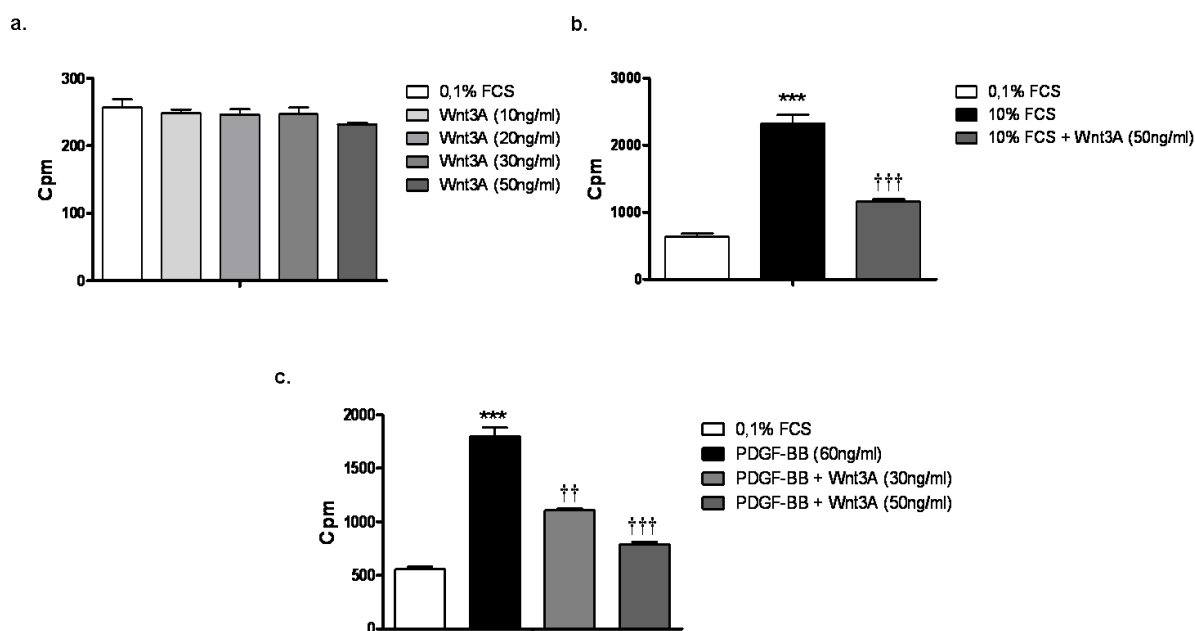 a.
300
200
100
0
Cpm
0,1% FCS
Wnt3A (10ng/ml)
Wnt3A (20ng/ml)
Wnt3A (30ng/ml)
Wnt3A (50ng/ml)
b.
3000
2000
1000
0
Cpm
***
†††
0,1% FCS
10% FCS
10% FCS + Wnt3A (50ng/ml)
c.
2000
1500
1000
500
0
Cpm
***
††
†††
0,1% FCS
PDGF-BB (60ng/ml)
PDGF-BB + Wnt3A (30ng/ml)
PDGF-BB + Wnt3A (50ng/ml)